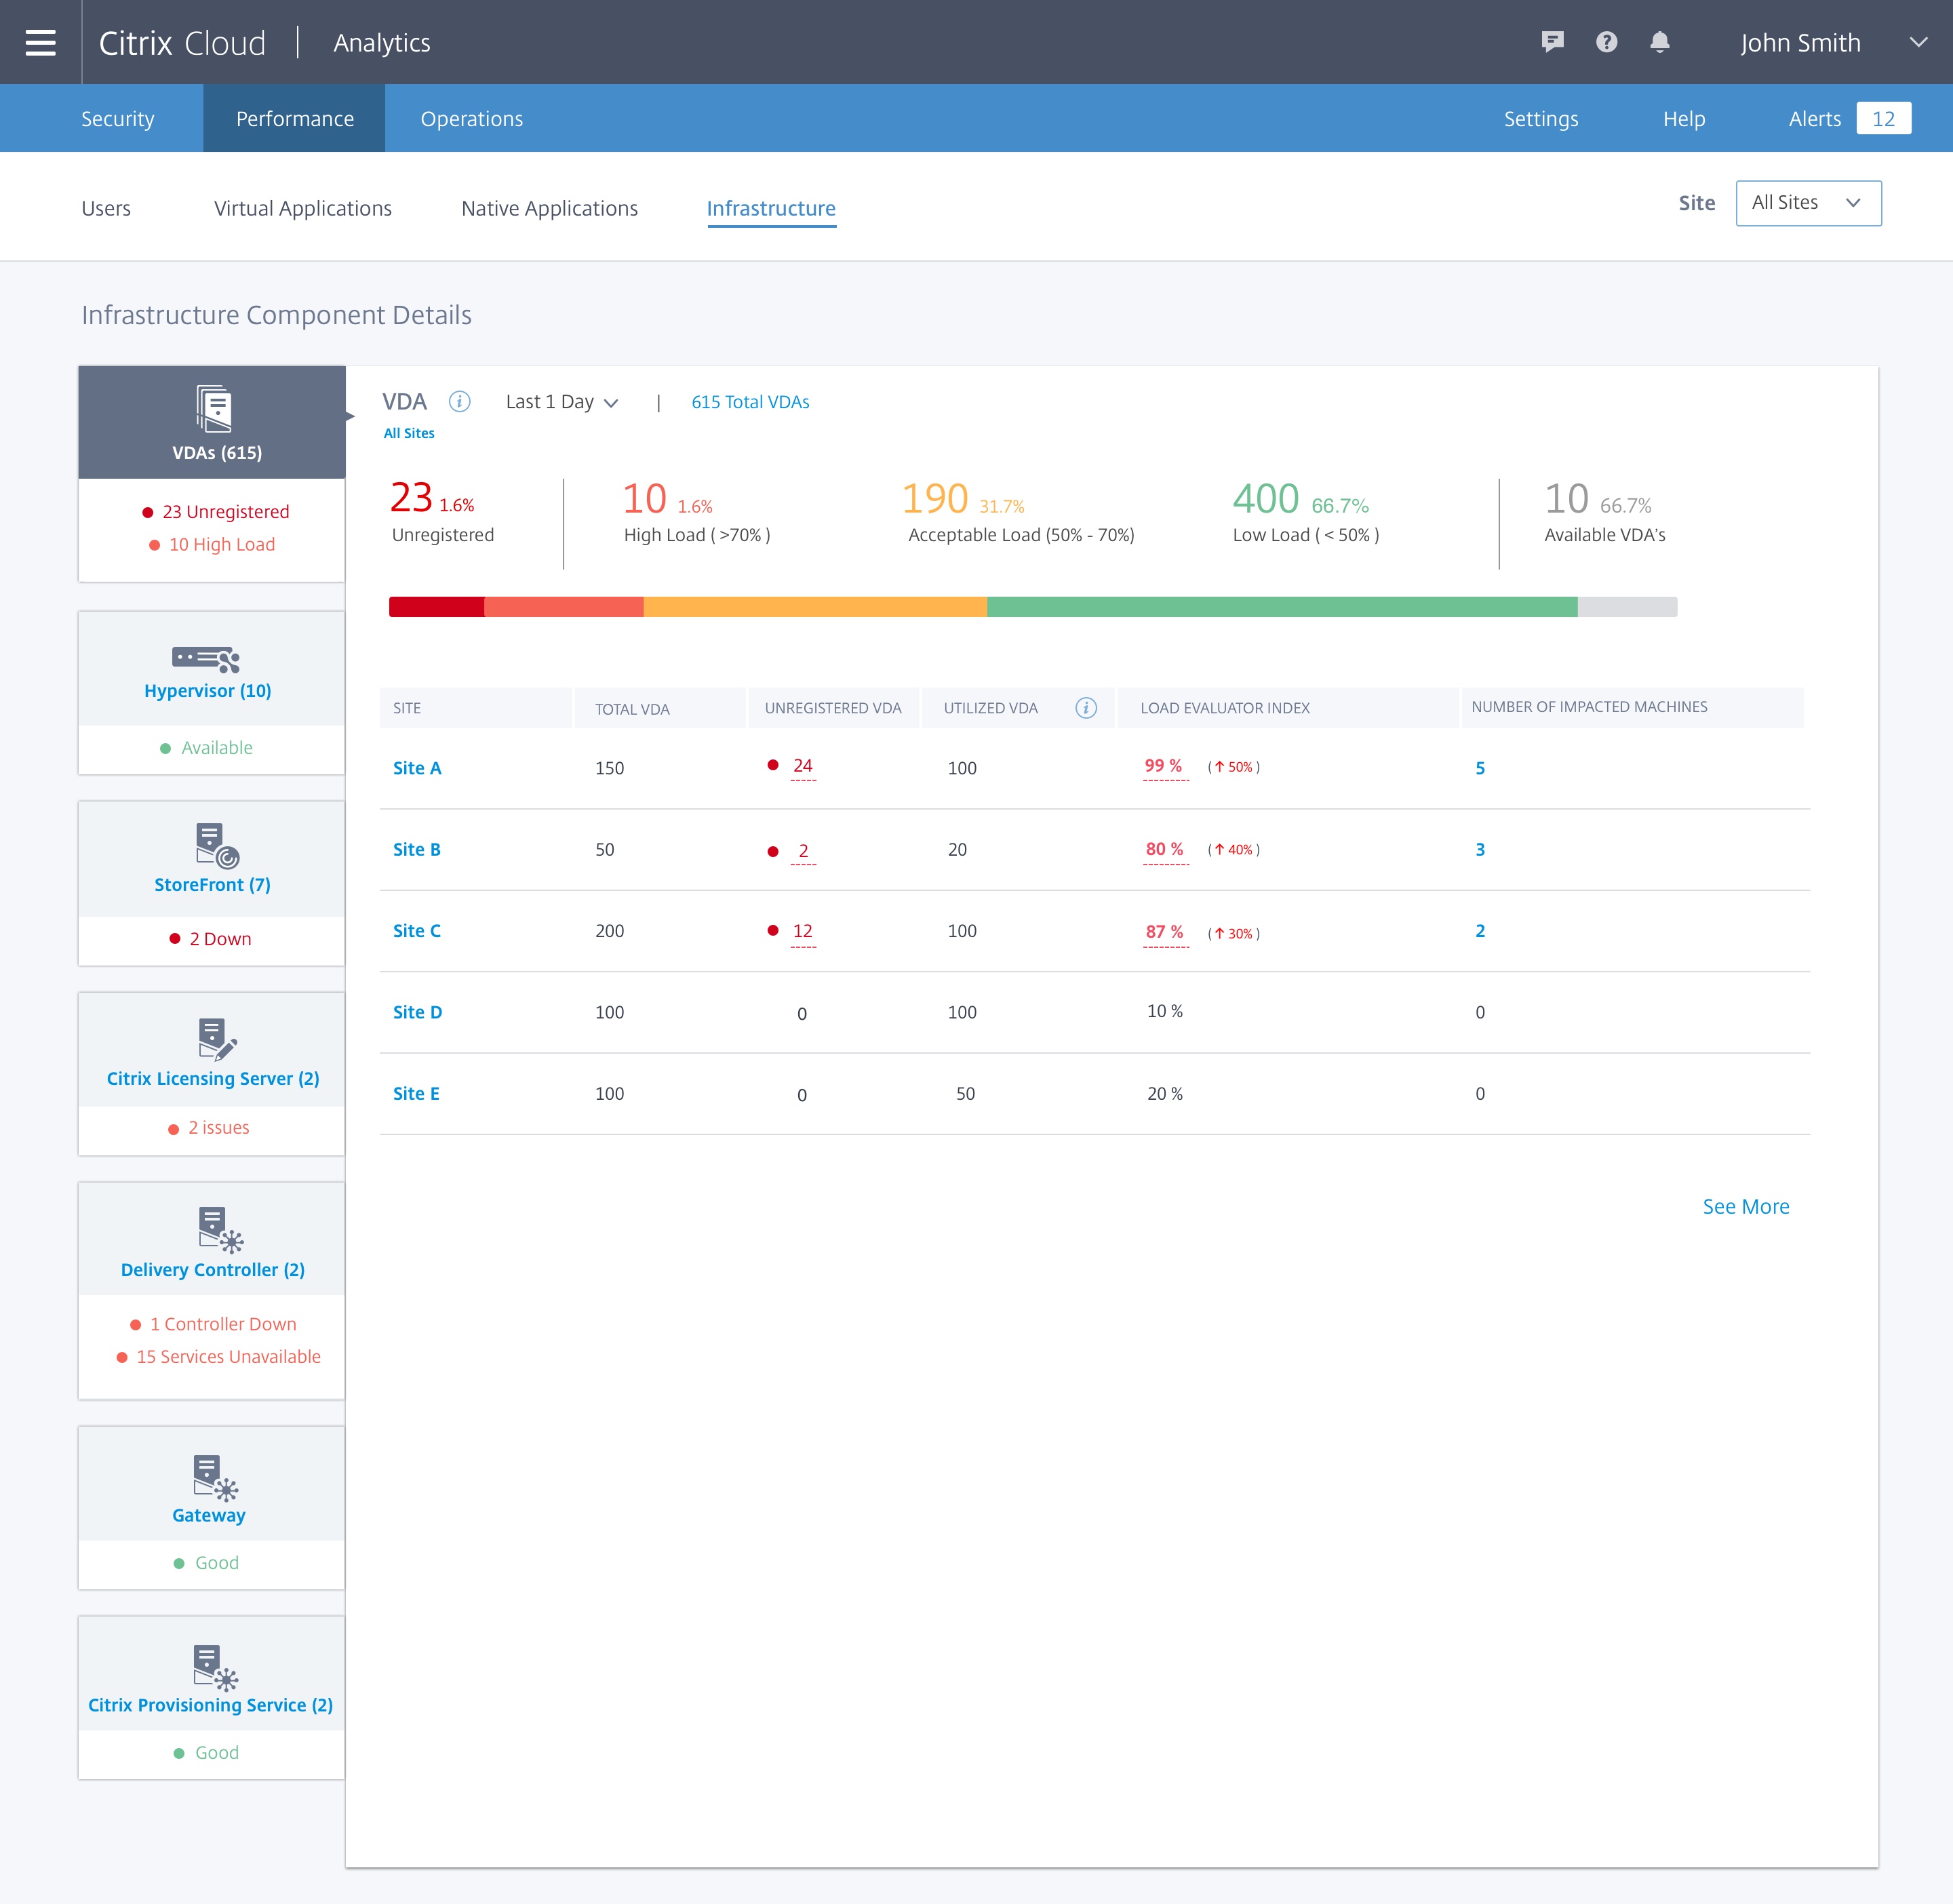 Citrix Cloud | Analytics
John Smith
Security Performance Operations Settings Help Alerts 12
Users Virtual Applications Native Applications Infrastructure Site All Sites
Infrastructure Component Details
VDAs (615)
23 Unregistered
10 High Load
Hypervisor (10)
Available
StoreFront (7)
2 Down
Citrix Licensing Server (2)
2 issues
Delivery Controller (2)
1 Controller Down
15 Services Unavailable
Gateway
Good
Citrix Provisioning Service (2)
Good
VDA Last 1 Day | 615 Total VDAs
All Sites
23 1.6%
Unregistered
10 1.6%
High Load ( >70% )
190 31.7%
Acceptable Load (50% - 70%)
400 66.7%
Low Load ( < 50% )
10 66.7%
Available VDA’s
SITE TOTAL VDA UNREGISTERED VDA UTILIZED VDA LOAD EVALUATOR INDEX NUMBER OF IMPACTED MACHINES
Site A 150 24 100 99 % (↑ 50% ) 5
Site B 50 2 20 80 % (↑ 40% ) 3
Site C 200 12 100 87 % (↑ 30% ) 2
Site D 100 0 100 10 % 0
Site E 100 0 50 20 % 0
See More